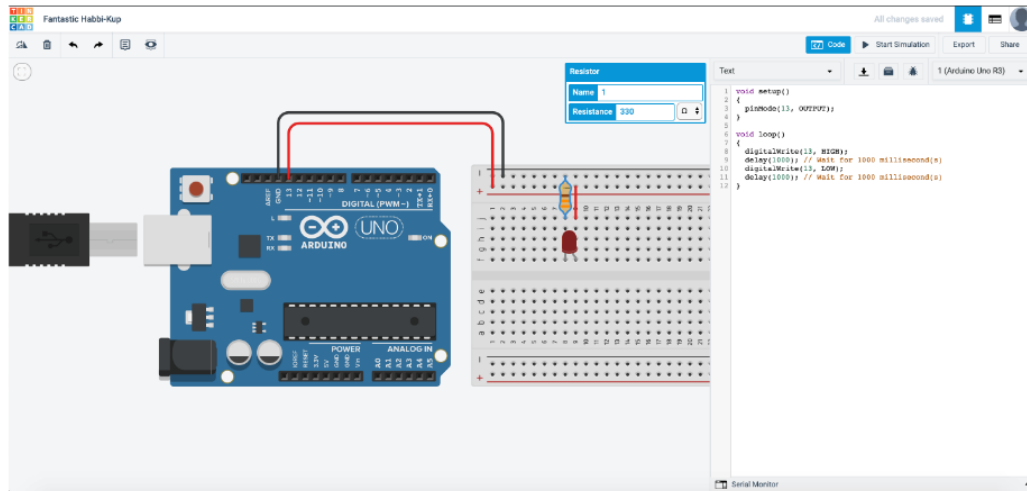 TIN
KER
CAD
Fantastic Habbi-Kup
All changes saved
Code
Start Simulation
Export
Share
Resistor
Name 1
Resistance 330 Ω
Text
1 (Arduino Uno R3)
1 void setup()
2 {
3 pinMode(13, OUTPUT);
4 }
5
6 void loop()
7 {
8 digitalWrite(13, HIGH);
9 delay(1000); // Wait for 1000 millisecond(s)
10 digitalWrite(13, LOW);
11 delay(1000); // Wait for 1000 millisecond(s)
12 }
AREF
GND
13
12
~11
~10
~9
8
7
~6
~5
4
~3
2
TX→1
RX←0
DIGITAL (PWM~)
L
TX
RX
UNO
ARDUINO
ON
POWER
ANALOG IN
IOREF
RESET
3.3V
5V
GND
GND
Vin
A0
A1
A2
A3
A4
A5
Serial Monitor